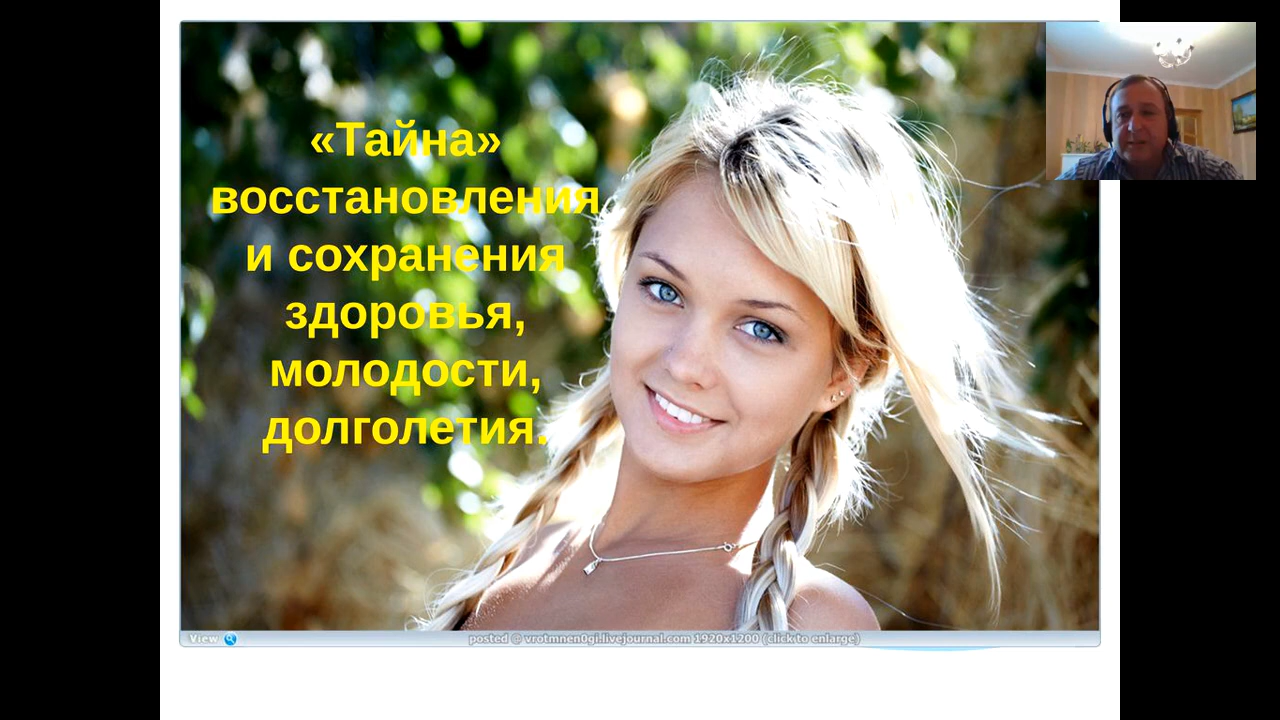 «Тайна»
восстановления
и сохранения
здоровья,
молодости,
долголетия.
View
posted @ vrotmnen0gi.livejournal.com 1920x1200 (click to enlarge)